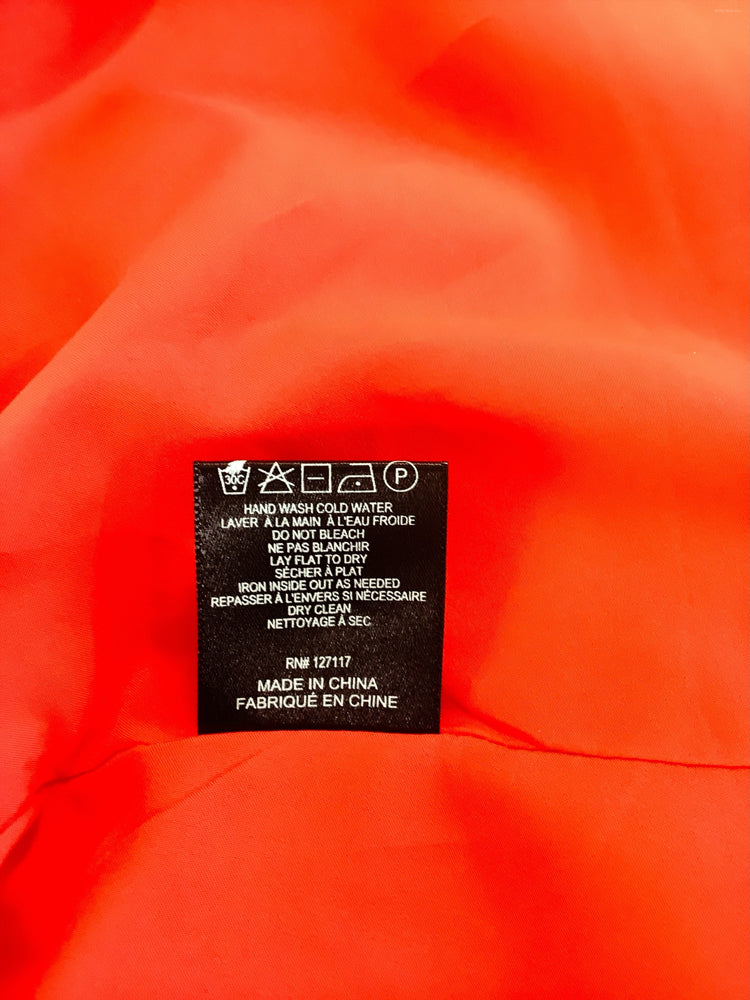 30C P
HAND WASH COLD WATER
LAVER À LA MAIN À L'EAU FROIDE
DO NOT BLEACH
NE PAS BLANCHIR
LAY FLAT TO DRY
SÉCHER À PLAT
IRON INSIDE OUT AS NEEDED
REPASSER À L'ENVERS SI NÉCESSAIRE
DRY CLEAN
NETTOYAGE À SEC
RN# 127117
MADE IN CHINA
FABRIQUÉ EN CHINE